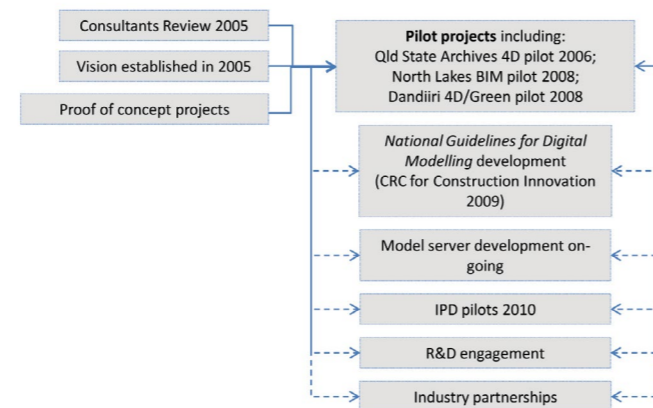 Consultants Review 2005
Vision established in 2005
Proof of concept projects
Pilot projects including:
Qld State Archives 4D pilot 2006;
North Lakes BIM pilot 2008;
Dandiiri 4D/Green pilot 2008
National Guidelines for Digital
Modelling development
(CRC for Construction Innovation
2009)
Model server development on-
going
IPD pilots 2010
R&D engagement
Industry partnerships